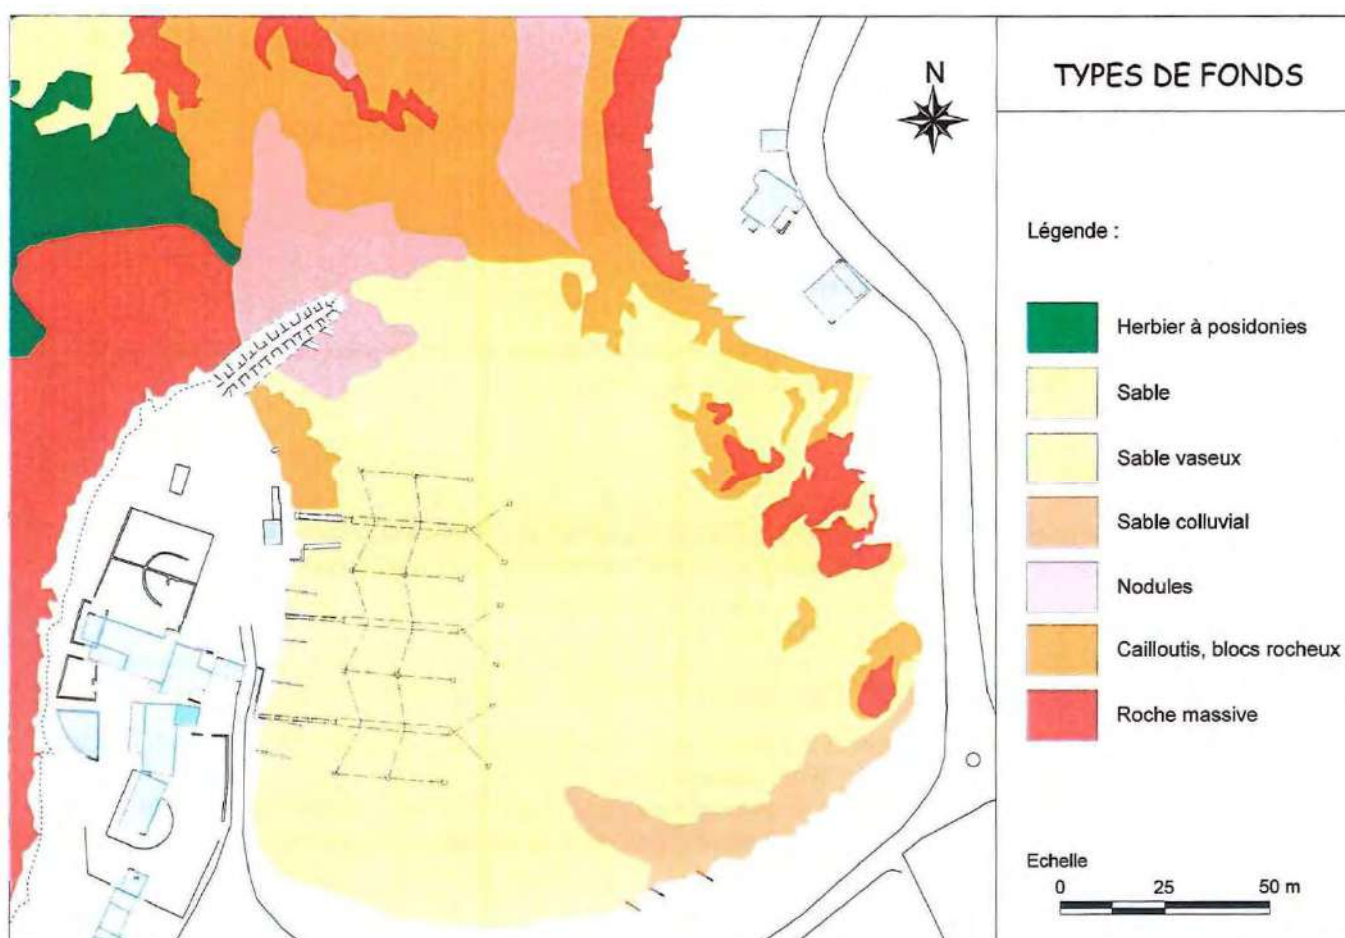 TYPES DE FONDS
N
Légende :
Herbier à posidonies
Sable
Sable vaseux
Sable colluvial
Nodules
Cailloutis, blocs rocheux
Roche massive
Echelle
0 25 50 m